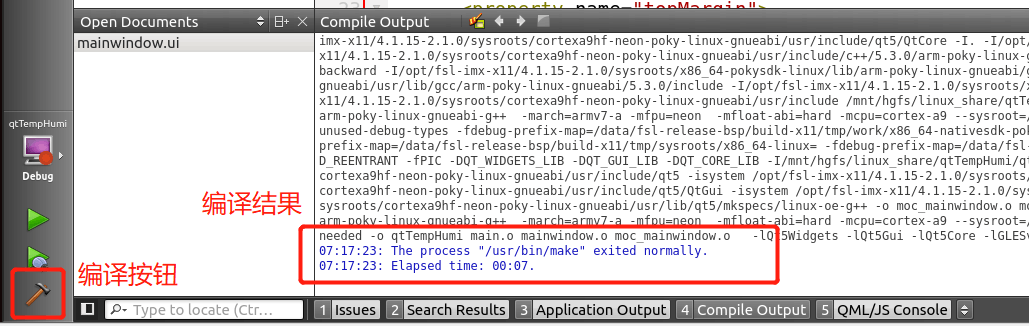 Open Documents
mainwindow.ui
23
<property name="topMargin">
Compile Output
imx-x11/4.1.15-2.1.0/sysroots/cortexa9hf-neon-poky-linux-gnueabi/usr/include/qt5/QtCore -I. -I/opt/
x11/4.1.15-2.1.0/sysroots/cortexa9hf-neon-poky-linux-gnueabi/usr/include/c++/5.3.0/arm-poky-linux-g
backward -I/opt/fsl-imx-x11/4.1.15-2.1.0/sysroots/x86_64-pokysdk-linux/lib/arm-poky-linux-gnueabi/g
gnueabi/usr/lib/gcc/arm-poky-linux-gnueabi/5.3.0/include -I/opt/fsl-imx-x11/4.1.15-2.1.0/sysroots/
x11/4.1.15-2.1.0/sysroots/cortexa9hf-neon-poky-linux-gnueabi/usr/include /mnt/hgfs/linux_share/qtTe
arm-poky-linux-gnueabi-g++  -march=armv7-a -mfpu=neon  -mfloat-abi=hard -mcpu=cortex-a9 --sysroot=/
unused-debug-types -fdebug-prefix-map=/data/fsl-release-bsp/build-x11/tmp/work/x86_64-nativesdk-pok
prefix-map=/data/fsl-release-bsp/build-x11/tmp/sysroots/x86_64-linux= -fdebug-prefix-map=/data/fsl-
D_REENTRANT -fPIC -DQT_WIDGETS_LIB -DQT_GUI_LIB -DQT_CORE_LIB -I/mnt/hgfs/linux_share/qtTempHumi/qt
cortexa9hf-neon-poky-linux-gnueabi/usr/include/qt5 -isystem /opt/fsl-imx-x11/4.1.15-2.1.0/sysroots/
cortexa9hf-neon-poky-linux-gnueabi/usr/include/qt5/QtGui -isystem /opt/fsl-imx-x11/4.1.15-2.1.0/sys
sysroots/cortexa9hf-neon-poky-linux-gnueabi/usr/lib/qt5/mkspecs/linux-oe-g++ -o moc_mainwindow.o mo
arm-poky-linux-gnueabi-g++  -march=armv7-a -mfpu=neon  -mfloat-abi=hard -mcpu=cortex-a9 --sysroot=/
needed -o qtTempHumi main.o mainwindow.o moc_mainwindow.o   -lQt5Widgets -lQt5Gui -lQt5Core -lGLESv
07:17:23: The process "/usr/bin/make" exited normally.
07:17:23: Elapsed time: 00:07.
qtTempHumi
Debug
编译结果
编译按钮
Type to locate (Ctr...
1 Issues
2 Search Results
3 Application Output
4 Compile Output
5 QML/JS Console